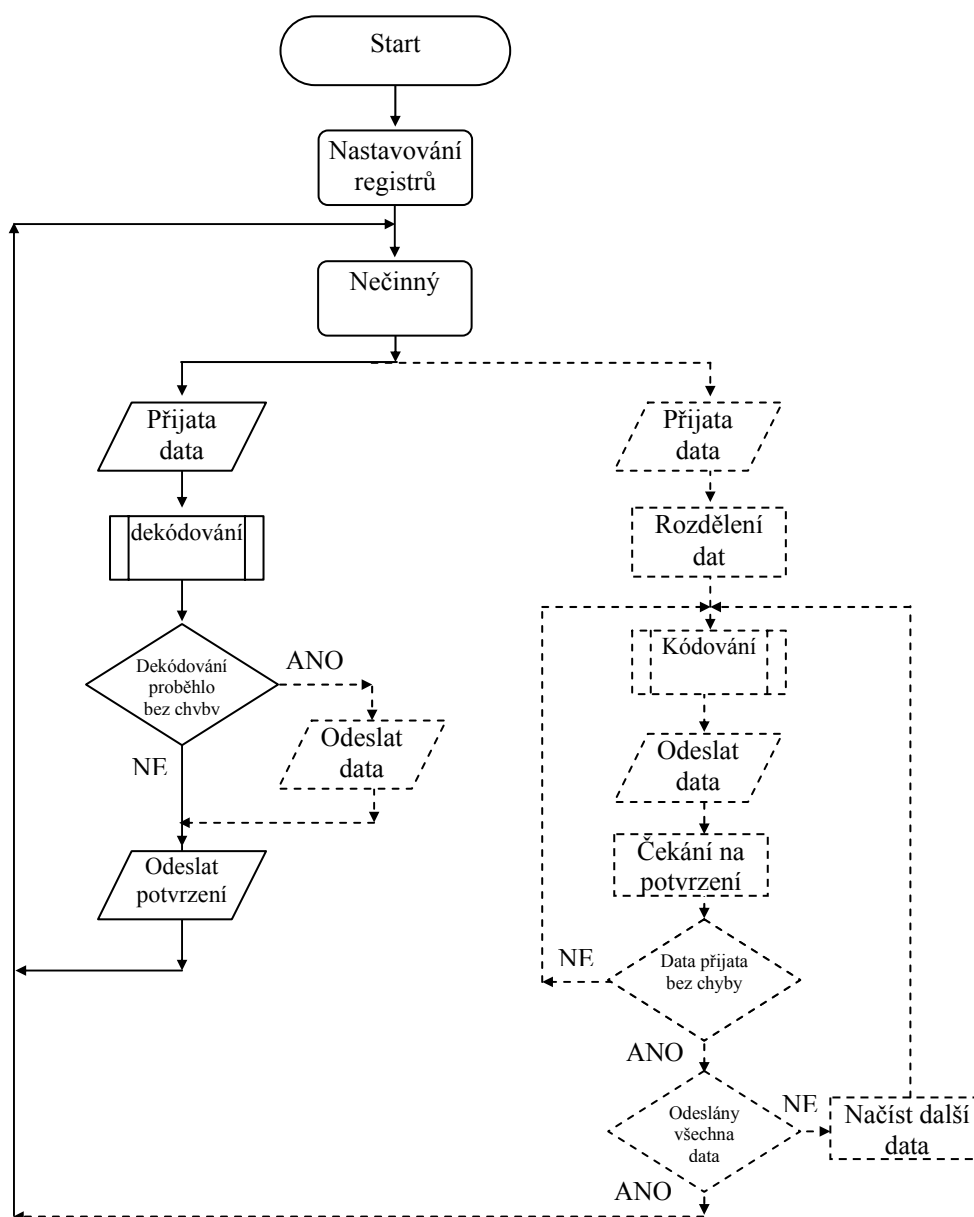 Start
Nastavování
registrů
Nečinný
Přijata
data
dekódování
Dekódování
proběhlo
bez chvbv
ANO
NE
Odeslat
data
Odeslat
potvrzení
Přijata
data
Rozdělení
dat
Kódování
Odeslat
data
Čekání na
potvrzení
Data přijata
bez chyby
NE
ANO
Odeslány
všechna
data
NE
Načíst další
data
ANO